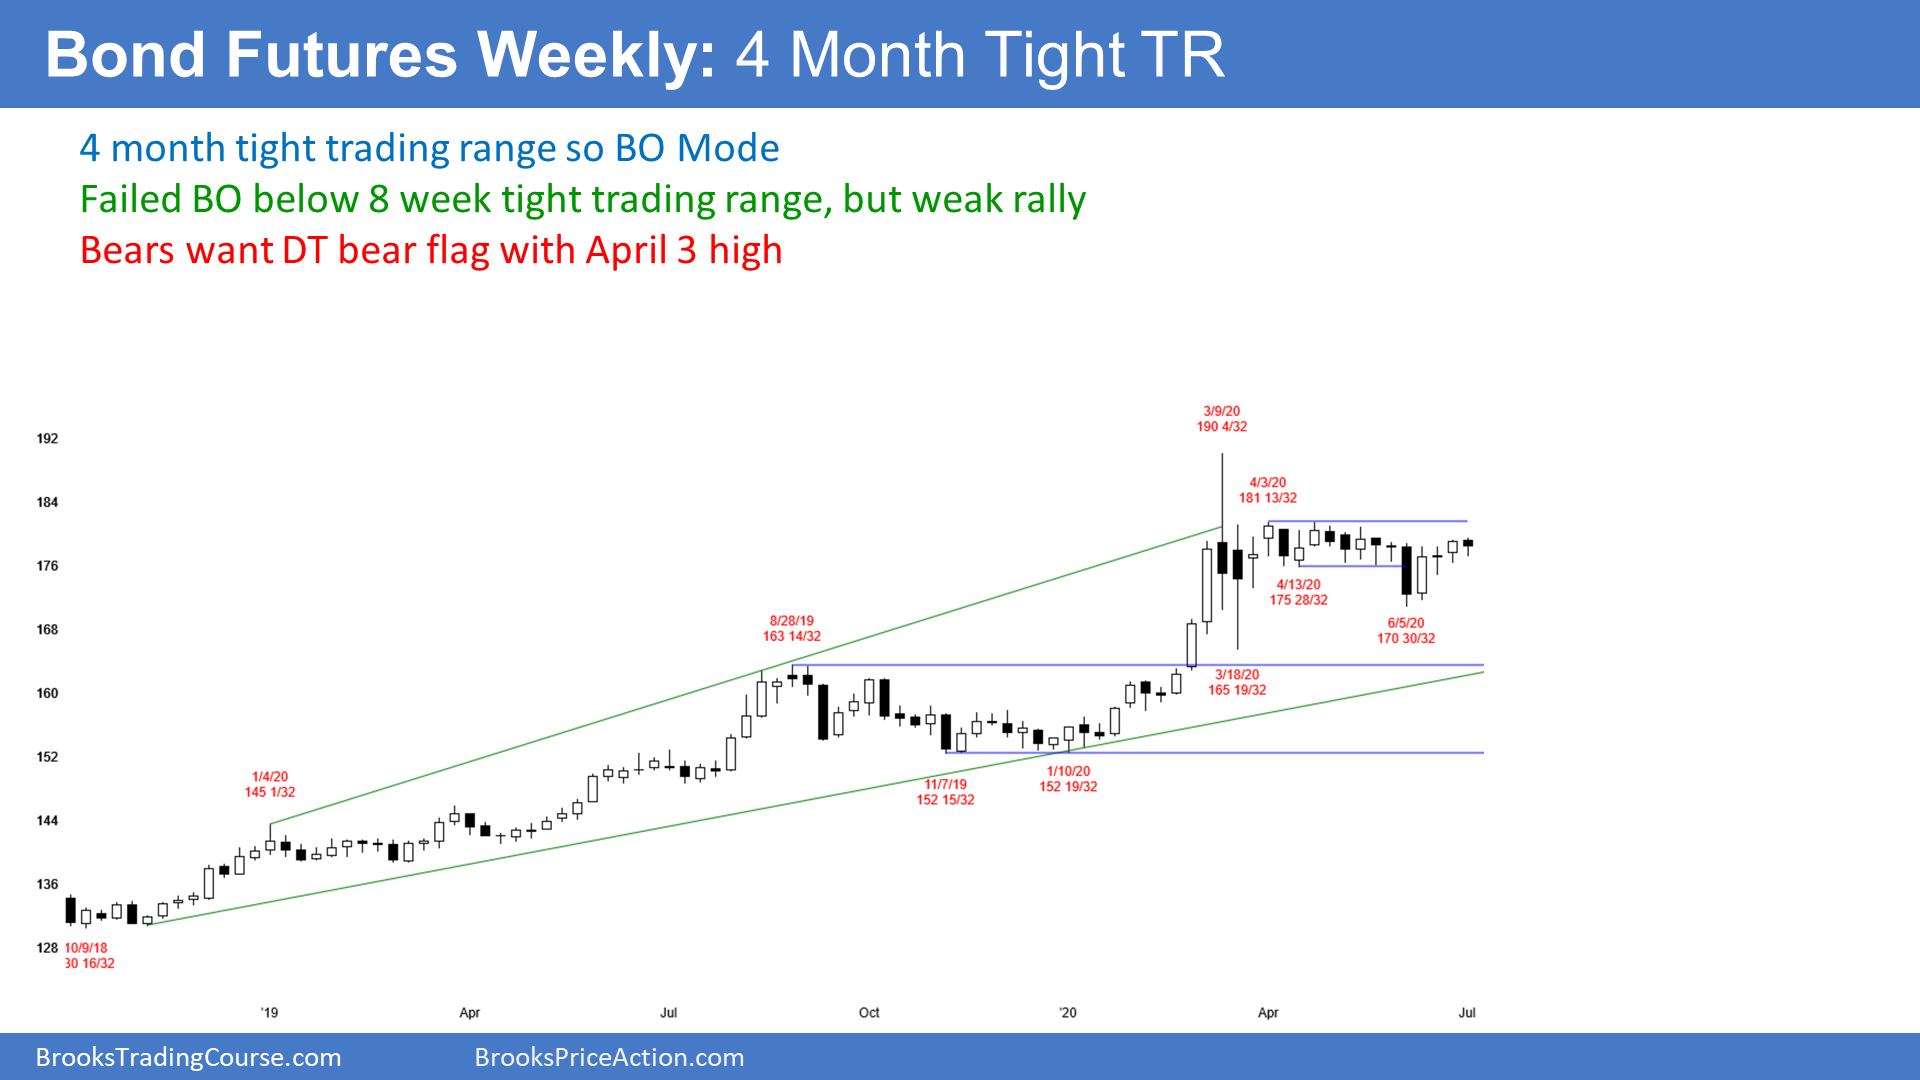 Bond Futures Weekly: 4 Month Tight TR
4 month tight trading range so BO Mode
Failed BO below 8 week tight trading range, but weak rally
Bears want DT bear flag with April 3 high
3/9/20
190 4/32
192
4/3/20
181 13/32
184
176
4/13/20
175 28/32
8/28/19
163 14/32
6/5/20
170 30/32
168
3/18/20
165 19/32
160
152
1/10/20
152 19/32
1/4/20
145 1/32
11/7/19
152 15/32
144
136
128
10/9/18
30 16/32
'19
Apr
Jul
Oct
'20
Apr
Jul
BrooksTradingCourse.com
BrooksPriceAction.com